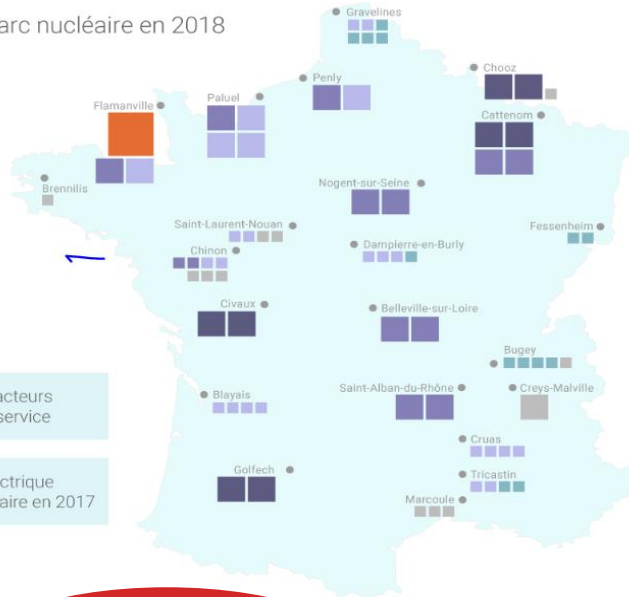 arc nucléaire en 2018
Gravelines
Chooz
Penly
Flamanville
Paluel
Cattenom
Brennilis
Nogent-sur-Seine
Saint-Laurent-Nouan
Fessenheim
Chinon
Dampierre-en-Burly
Civaux
Belleville-sur-Loire
Bugey
acteurs
service
Blayais
Saint-Alban-du-Rhône
Creys-Malville
Cruas
ctrique
aire en 2017
Golfech
Tricastin
Marcoule